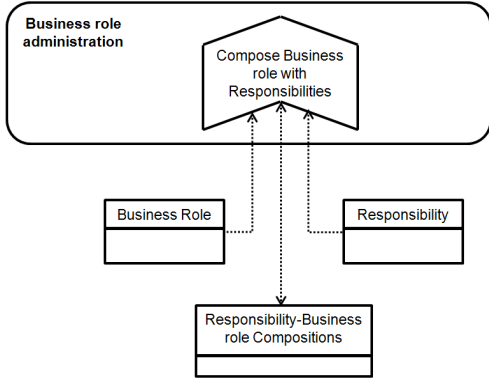 Business role
administration
Compose Business
role with
Responsibilities
Business Role
Responsibility
Responsibility-Business
role Compositions